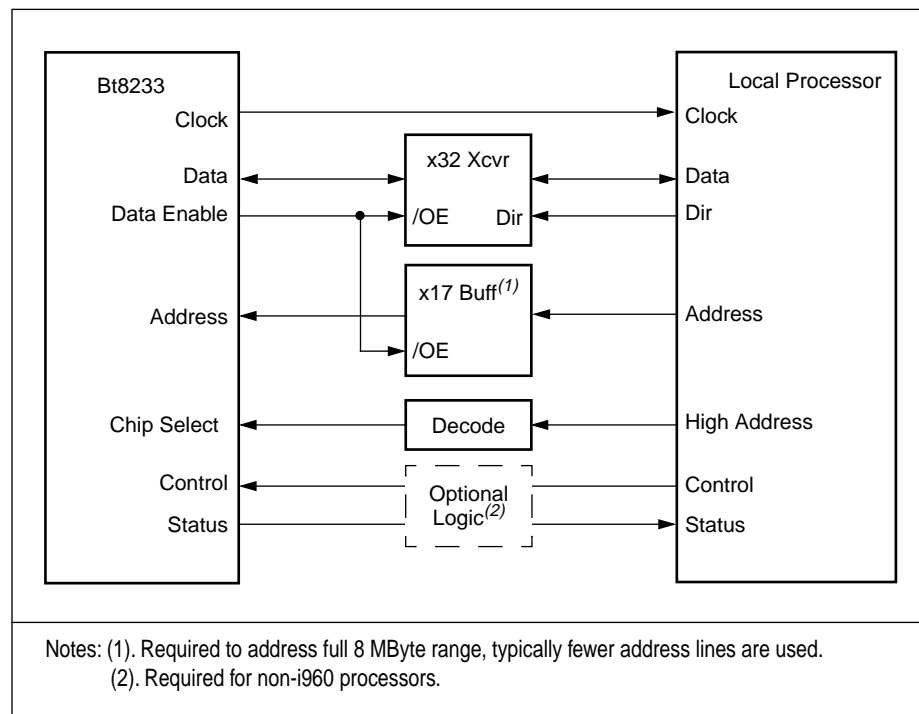 Bt8233
Local Processor
Clock
Clock
x32 Xcvr
Data
Data
Data Enable
/OE
Dir
Dir
x17 Buff(1)
Address
Address
/OE
Chip Select
Decode
High Address
Control
Optional
Logic(2)
Control
Status
Status
Notes: (1). Required to address full 8 MByte range, typically fewer address lines are used.
(2). Required for non-i960 processors.